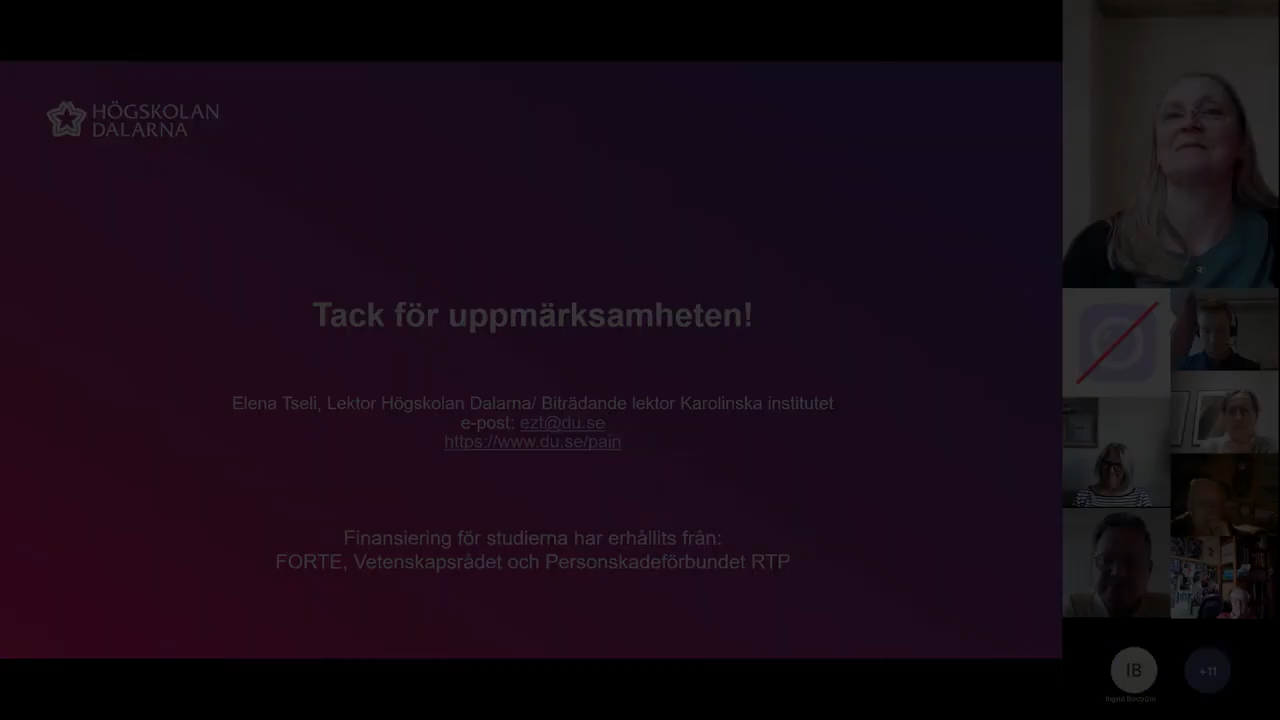 HÖGSKOLAN
DALARNA
Tack för uppmärksamheten!
Elena Tseli, Lektor Högskolan Dalarna/ Biträdande lektor Karolinska institutet
e-post: ezt@du.se
https://www.du.se/pain
Finansiering för studierna har erhållits från:
FORTE, Vetenskapsrådet och Personskadeförbundet RTP
IB
+11